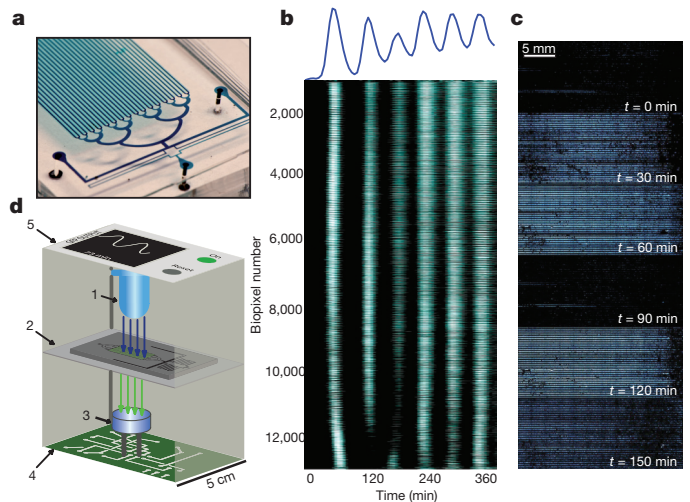 a
b
c
5 mm
t = 0 min
t = 30 min
t = 60 min
t = 90 min
t = 120 min
t = 150 min
Biopixel number
2,000
4,000
6,000
8,000
10,000
12,000
0
120
240
360
Time (min)
d
5
On
Reset
1
2
3
4
5 cm